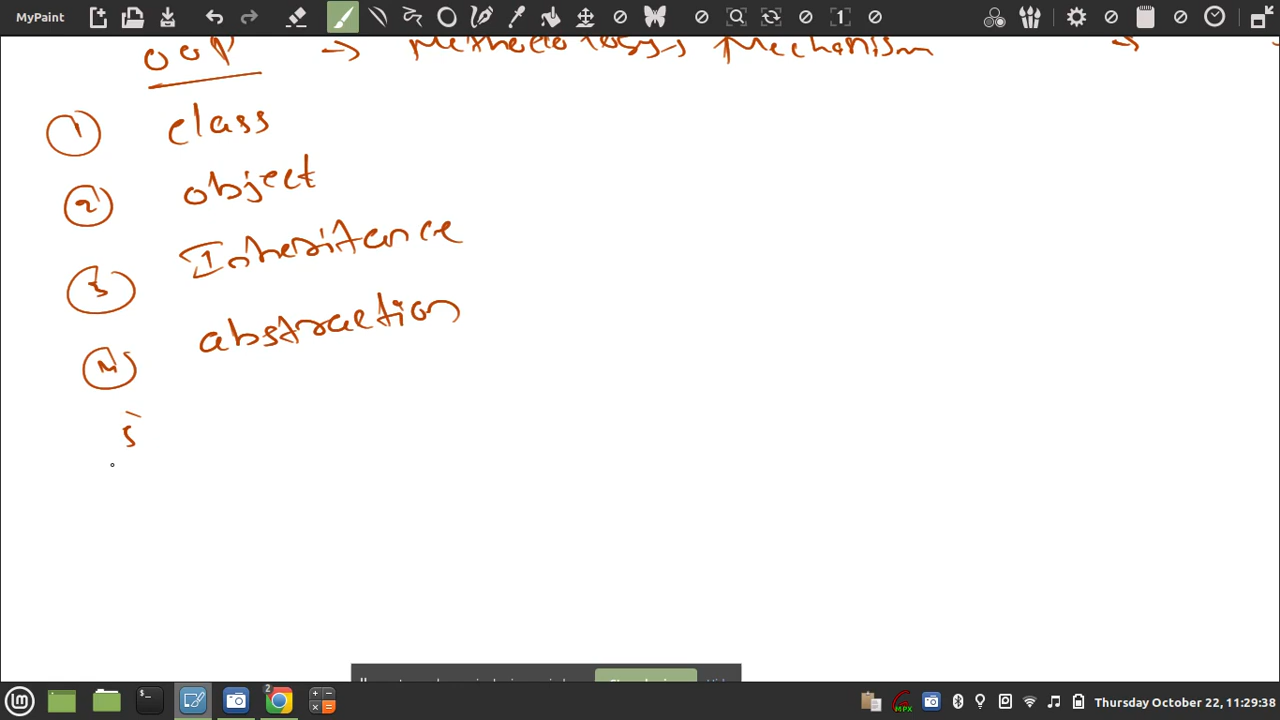 MyPaint
OOP → Methodology, Mechanism →
1 class
2 object
3 Inheritance
4 abstraction
5
Thursday October 22, 11:29:38